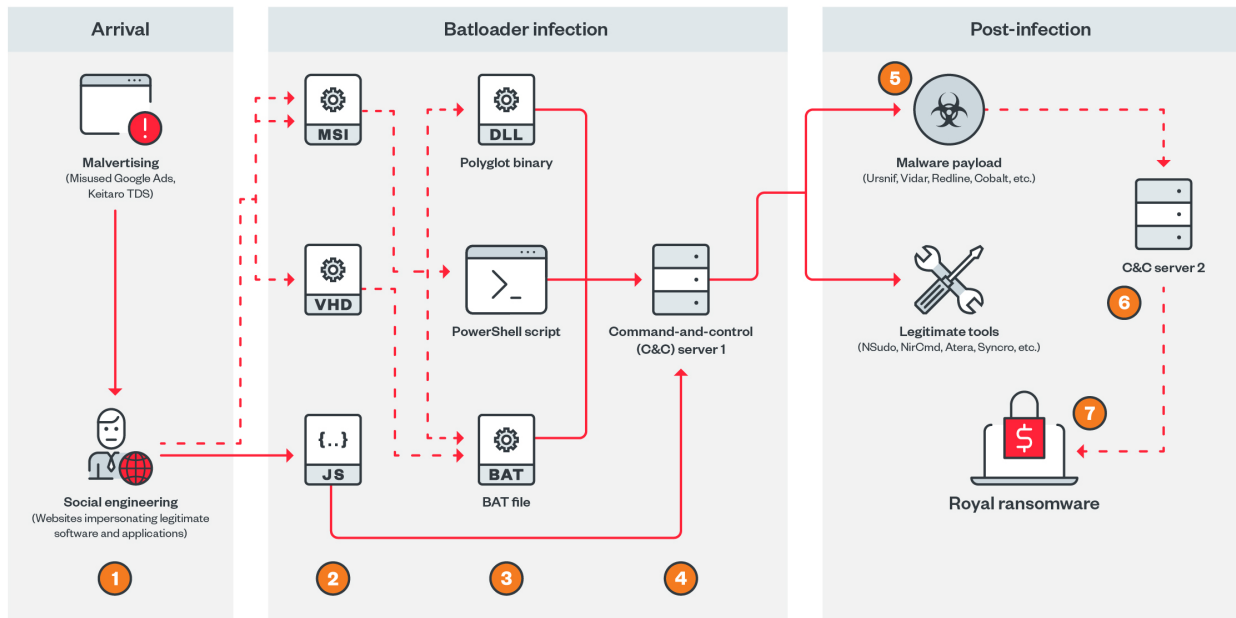 Arrival
Malvertising
(Misused Google Ads,
Keitaro TDS)
Social engineering
(Websites impersonating legitimate
software and applications)
1
Batloader infection
MSI
VHD
{..}
JS
2
DLL
Polyglot binary
PowerShell script
BAT
BAT file
3
Command-and-control
(C&C) server 1
4
Post-infection
5
Malware payload
(Ursnif, Vidar, Redline, Cobalt, etc.)
Legitimate tools
(NSudo, NirCmd, Atera, Syncro, etc.)
C&C server 2
6
7
$
Royal ransomware